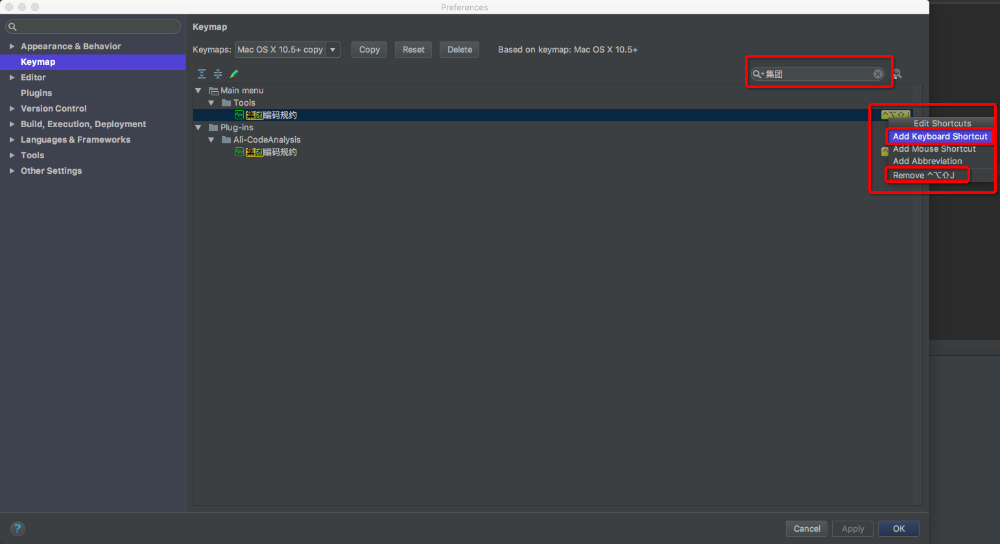 Preferences
Appearance & Behavior
Keymap
Editor
Plugins
Version Control
Build, Execution, Deployment
Languages & Frameworks
Tools
Other Settings
Keymap
Keymaps: Mac OS X 10.5+ copy Copy Reset Delete Based on keymap: Mac OS X 10.5+
集团
Main menu
Tools
集团编码规约 ^⌥⇧J
Plug-ins
Ali-CodeAnalysis
集团编码规约 ^
Edit Shortcuts
Add Keyboard Shortcut
Add Mouse Shortcut
Add Abbreviation
Remove ^⌥⇧J
? Cancel Apply OK